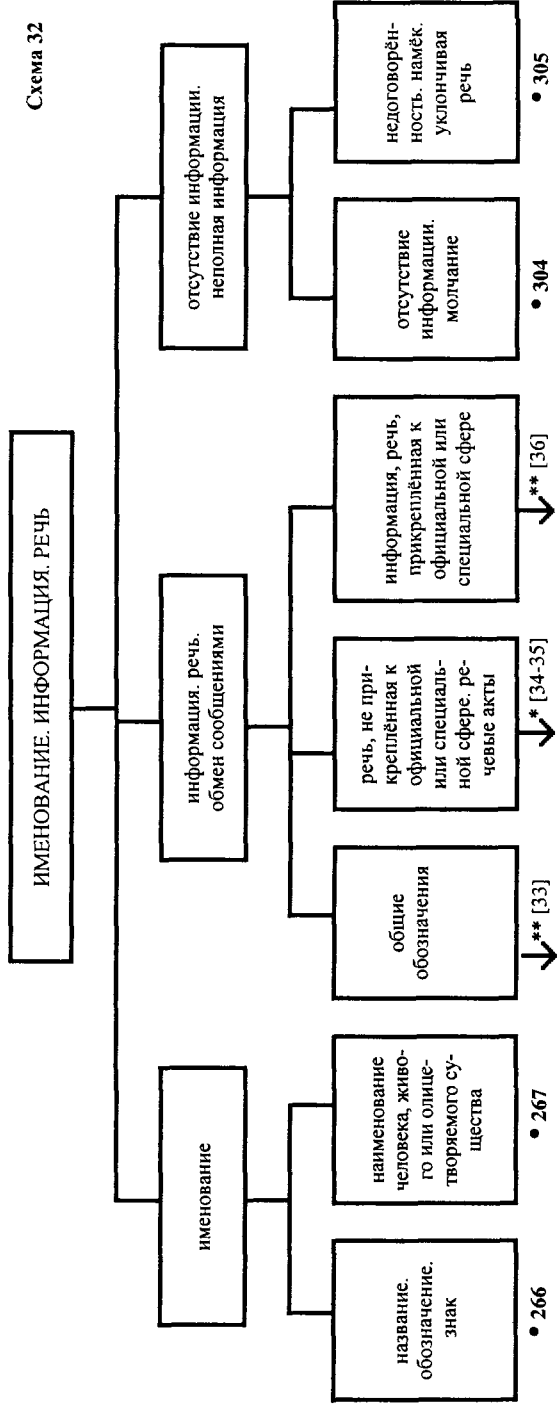 Схема 32
ИМЕНОВАНИЕ. ИНФОРМАЦИЯ. РЕЧЬ
именование
информация. речь.
обмен сообщениями
отсутствие информации.
неполная информация
название.
обозначение.
знак
наименование
человека, живо-
го или олице-
творяемого су-
щества
общие
обозначения
речь, не при-
креплённая к
официальной
или специаль-
ной сфере. ре-
чевые акты
информация, речь,
прикреплённая к
официальной или
специальной сфере
отсутствие
информации.
молчание
недоговорён-
ность. намёк.
уклончивая
речь
• 266
• 267
** [33]
* [34-35]
** [36]
• 304
• 305